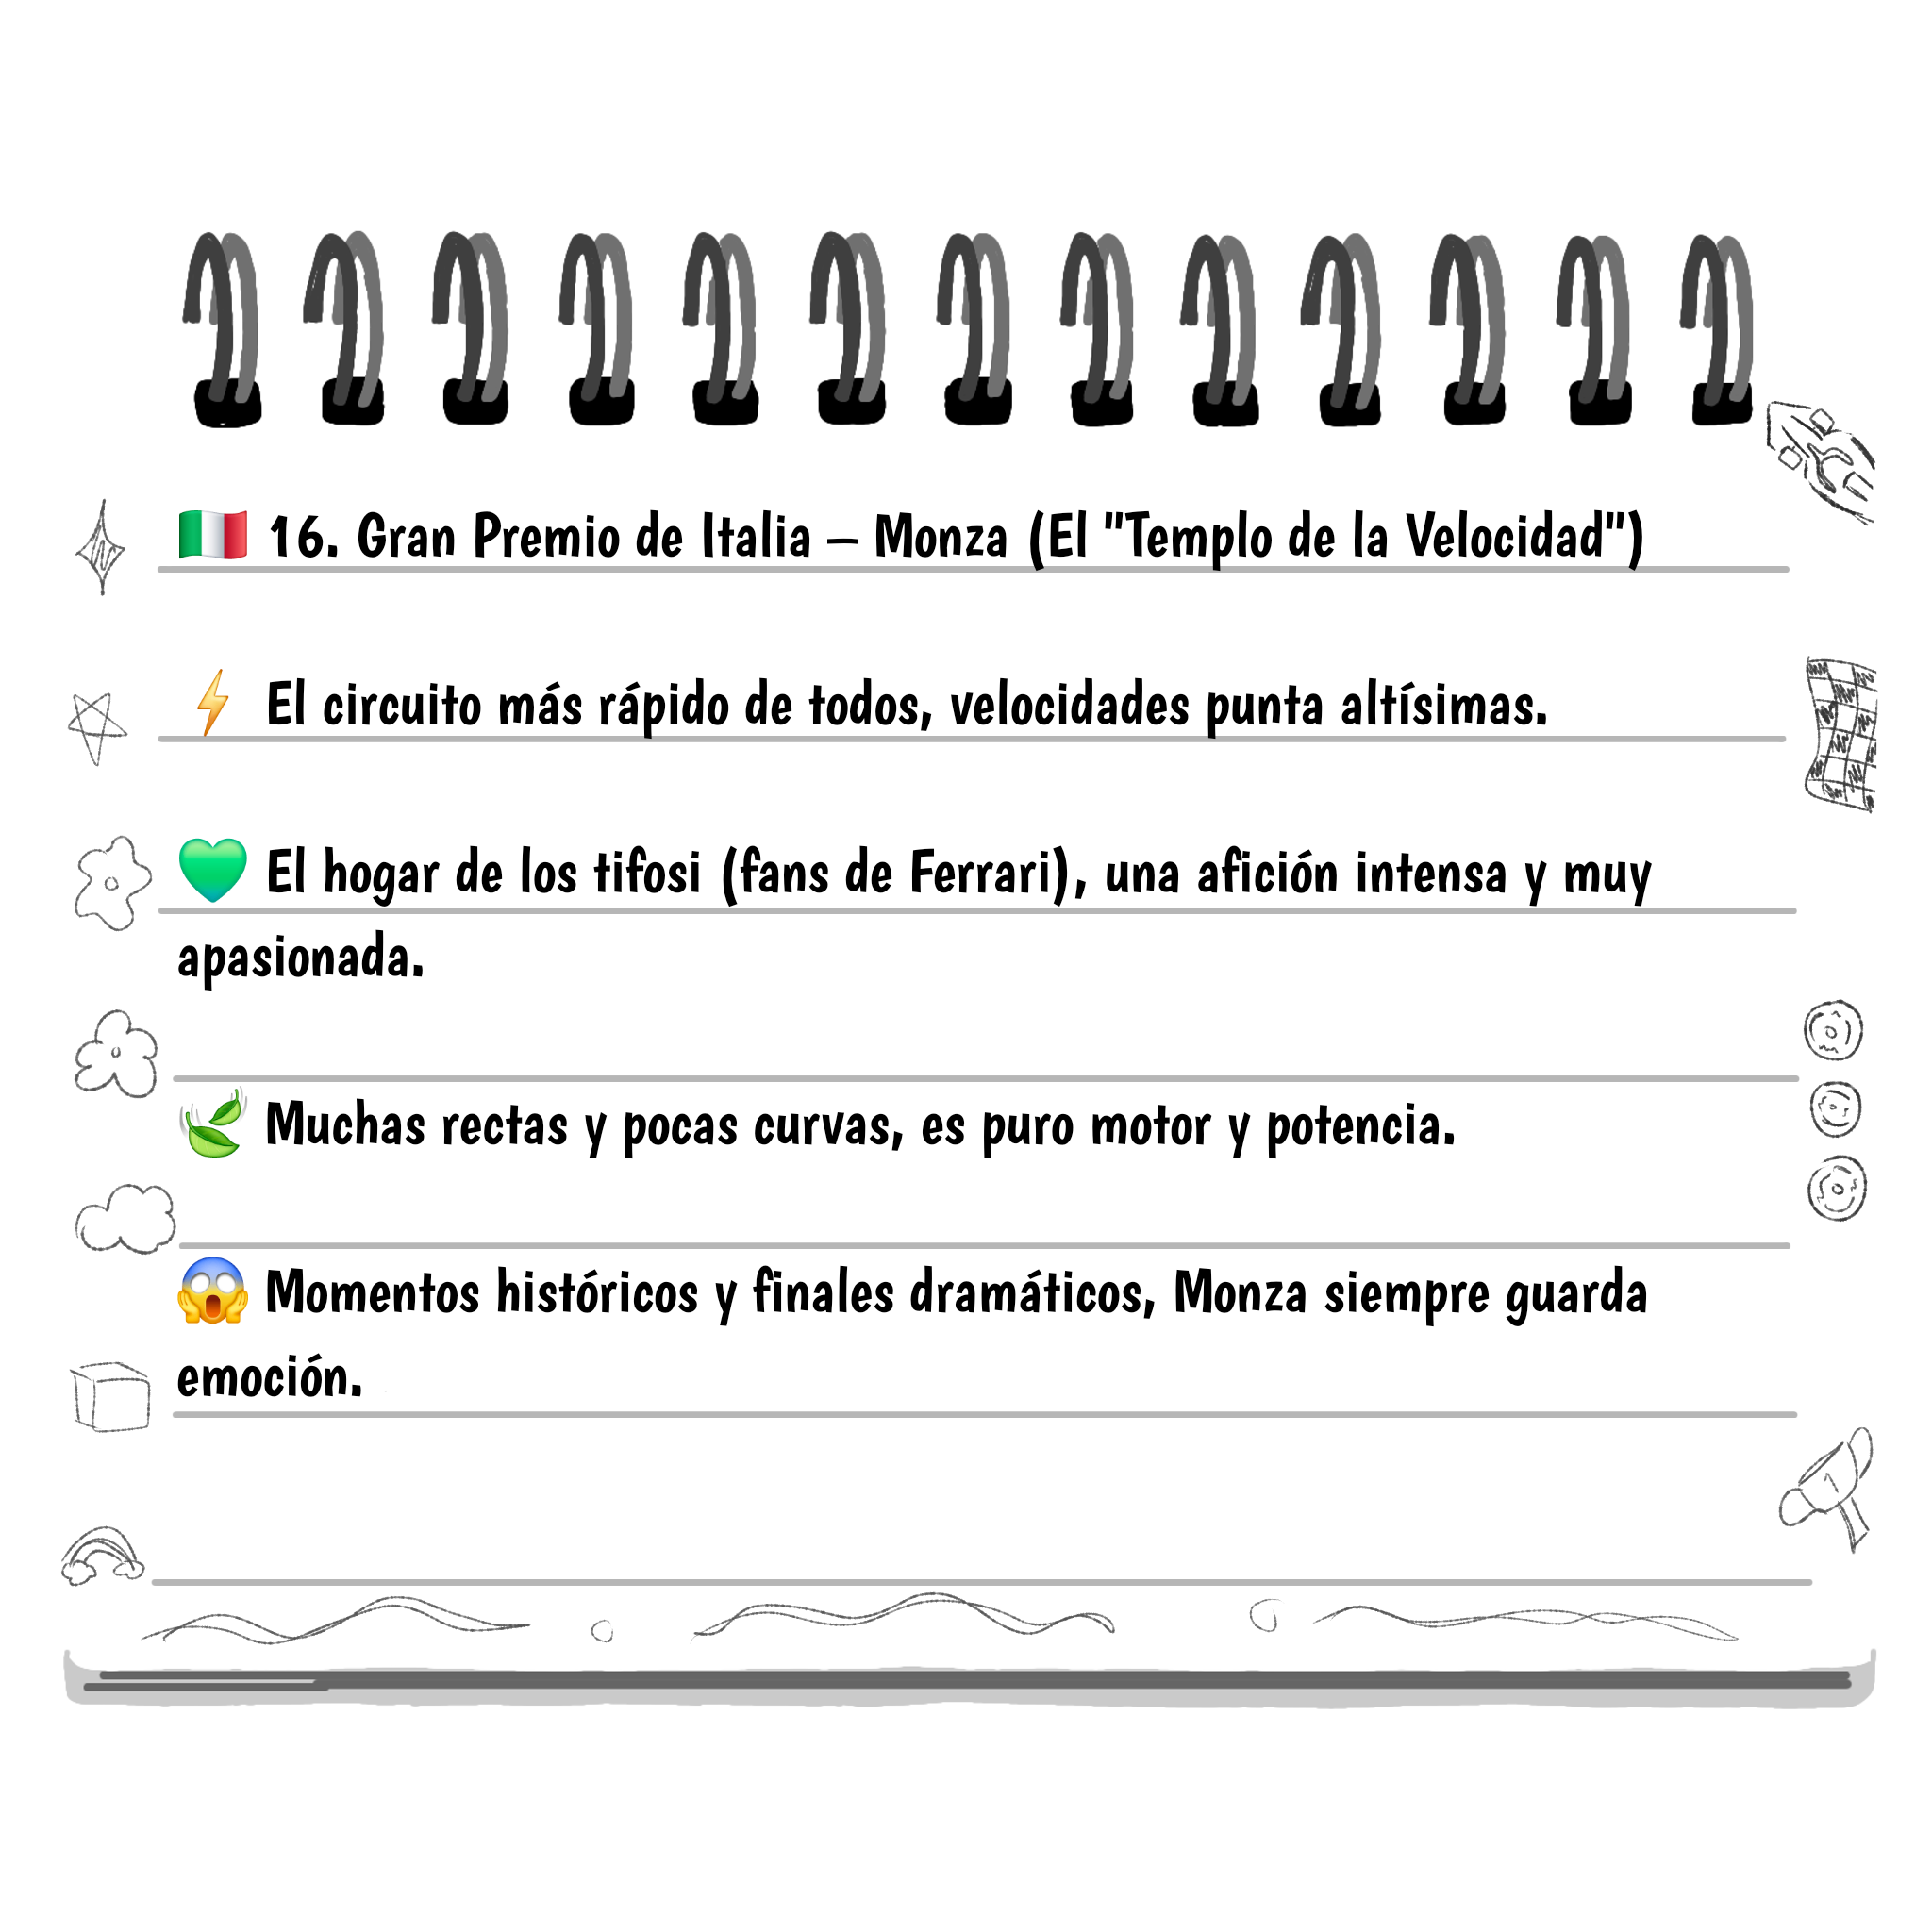 🇮🇹 16. Gran Premio de Italia – Monza (El "Templo de la Velocidad")
⚡ El circuito más rápido de todos, velocidades punta altísimas.
💚 El hogar de los tifosi (fans de Ferrari), una afición intensa y muy
apasionada.
🍃 Muchas rectas y pocas curvas, es puro motor y potencia.
😱 Momentos históricos y finales dramáticos, Monza siempre guarda
emoción.